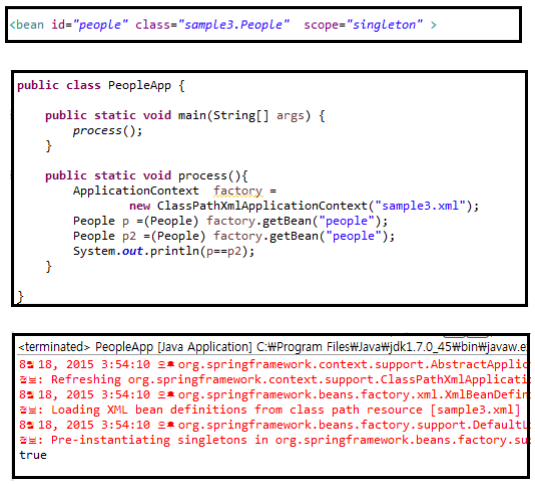 <bean id="people" class="sample3.People"  scope="singleton" >
public class PeopleApp {
public static void main(String[] args) {
process();
}
public static void process(){
ApplicationContext  factory =
new ClassPathXmlApplicationContext("sample3.xml");
People p =(People) factory.getBean("people");
People p2 =(People) factory.getBean("people");
System.out.println(p==p2);
}
}
<terminated> PeopleApp [Java Application] C:₩Program Files₩Java₩jdk1.7.0_45₩bin₩javaw.e
18, 2015 3:54:10 org.springframework.context.support.AbstractApplic
: Refreshing org.springframework.context.support.ClassPathXmlApplicati
18, 2015 3:54:10 org.springframework.beans.factory.xml.XmlBeanDefin
: Loading XML bean definitions from class path resource [sample3.xml]
18, 2015 3:54:10 org.springframework.beans.factory.support.DefaultL
: Pre-instantiating singletons in org.springframework.beans.factory.su
true